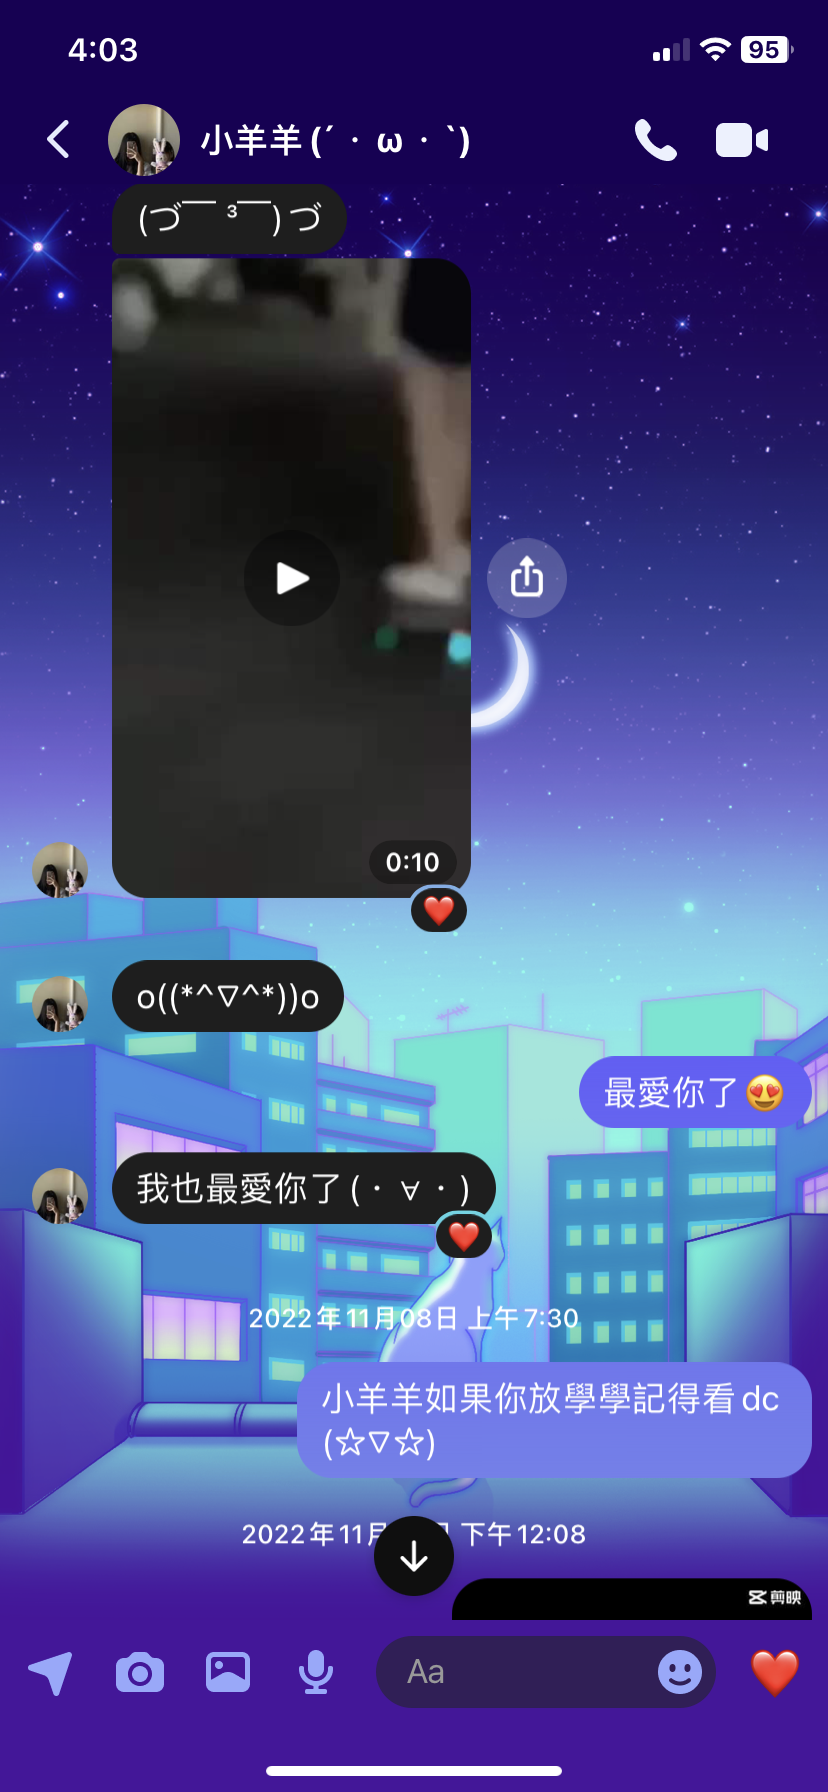 4:03
95
小羊羊 (´・ω・`)
(づ￣ ³￣)づ
0:10
o((*^▽^*))o
最愛你了😍
我也最愛你了 (・∀・)
2022年11月08日 上午7:30
小羊羊如果你放學學記得看dc
(☆▽☆)
2022年11月 下午12:08
剪映
Aa